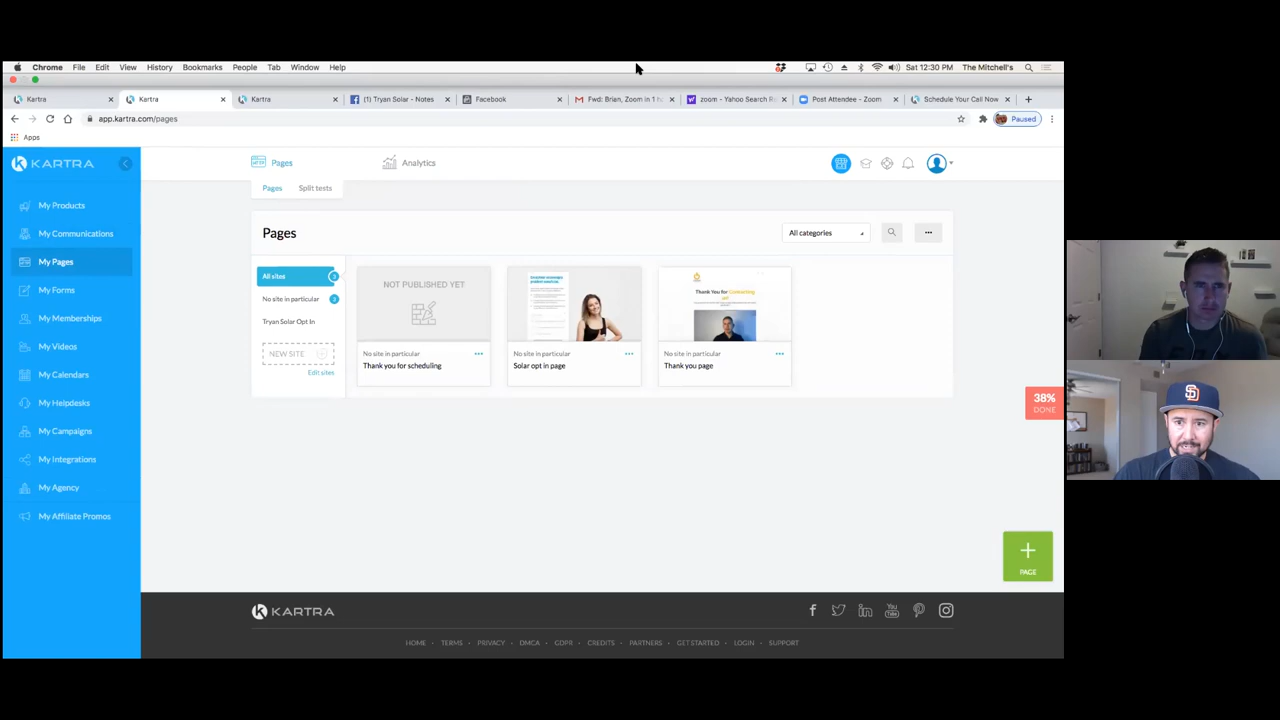 Chrome File Edit View History Bookmarks People Tab Window Help Sat 12:30 PM The Mitchell's
Kartra Kartra Kartra (1) Tryan Solar - Notes Facebook Fwd: Brian, Zoom in 1 h zoom - Yahoo Search R Post Attendee - Zoom Schedule Your Call Now
app.kartra.com/pages Paused
Apps
KARTRA
Pages Analytics
Pages Split tests
My Products
My Communications
My Pages
My Forms
My Memberships
My Videos
My Calendars
My Helpdesks
My Campaigns
My Integrations
My Agency
My Affiliate Promos
Pages
All categories
All sites 3
No site in particular 3
Tryan Solar Opt In
NEW SITE
Edit sites
NOT PUBLISHED YET
No site in particular
Thank you for scheduling
No site in particular
Solar opt in page
Thank You for Contacting
us!
No site in particular
Thank you page
38%
DONE
+
PAGE
KARTRA
HOME · TERMS · PRIVACY · DMCA · GDPR · CREDITS · PARTNERS · GET STARTED · LOGIN · SUPPORT